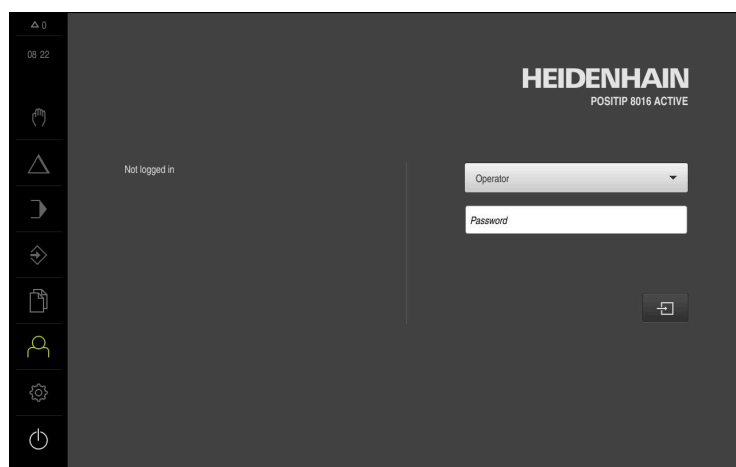 △ 0
08 22
HEIDENHAIN
POSITIP 8016 ACTIVE
Not logged in
Operator
Password